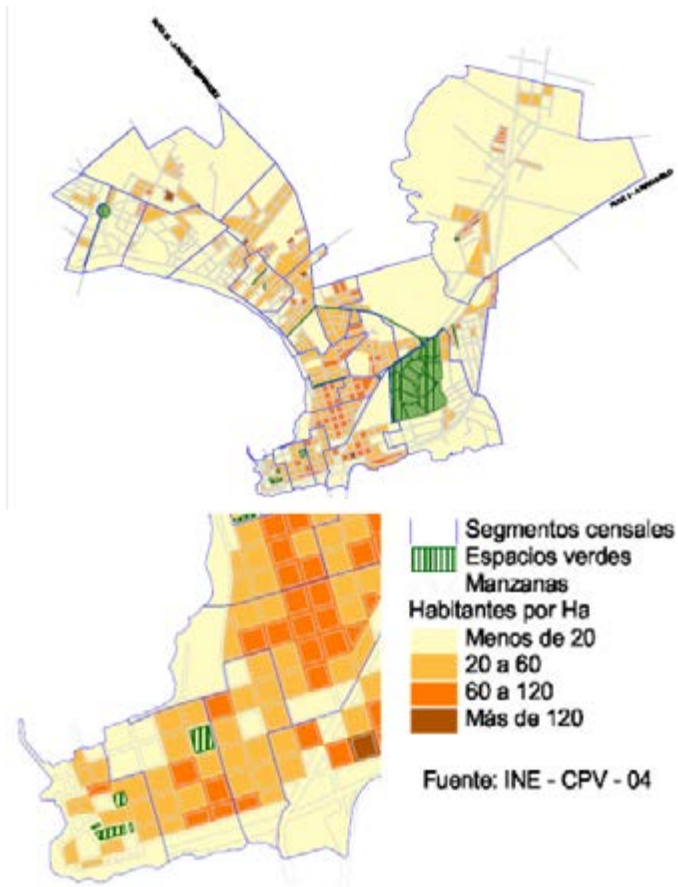 Segmentos censales
Espacios verdes
Manzanas
Habitantes por Ha
Menos de 20
20 a 60
60 a 120
Más de 120
Fuente: INE - CPV - 04